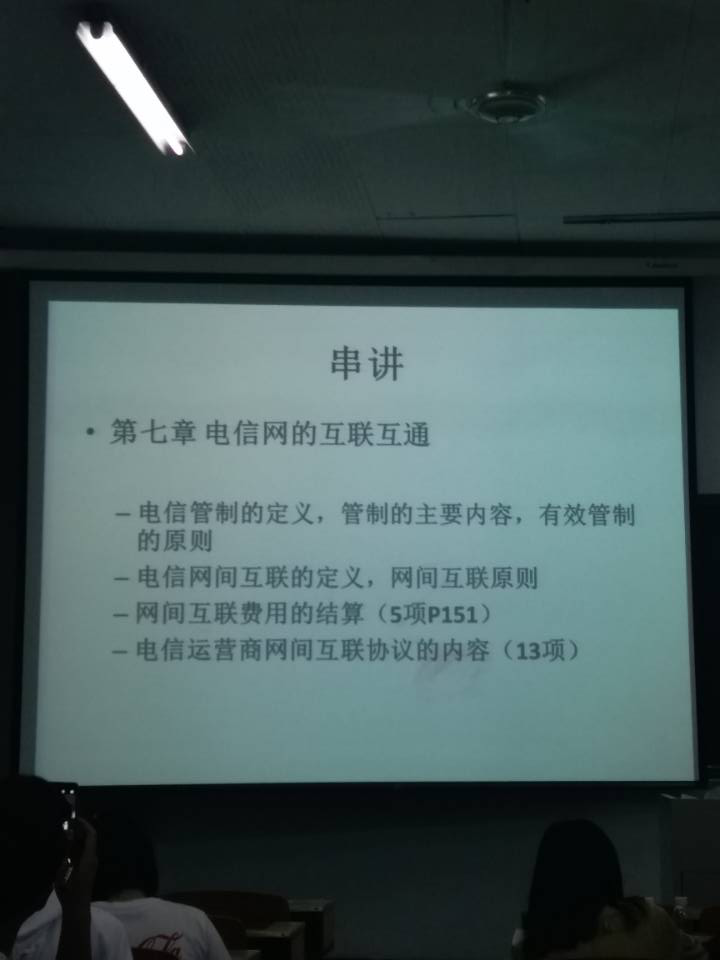 串讲
• 第七章 电信网的互联互通
– 电信管制的定义，管制的主要内容，有效管制
的原则
– 电信网间互联的定义，网间互联原则
– 网间互联费用的结算（5项P151）
– 电信运营商网间互联协议的内容（13项）